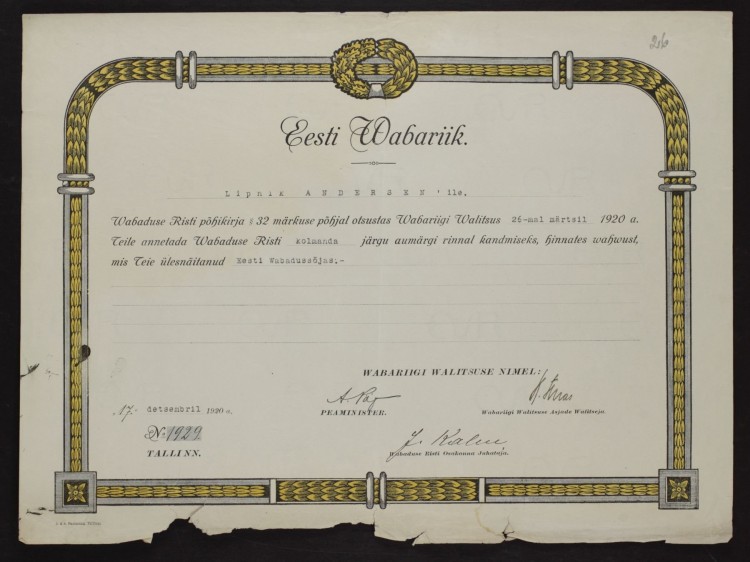 Eesti Wabariik.
Lipnik ANDERSEN'ile.
Wabaduse Risti põhikirja § 32 märkuse põhjal otsustas Wabariigi Walitsus 26-mal märtsil 1920 a.
Teile annetada Wabaduse Risti kolmanda järgu aumärgi rinnal kandmiseks, hinnates wahwust,
mis Teie ülesnäitanud Eesti Wabadussõjas.-
WABARIIGI WALITSUSE NIMEL:
17. detsembril 1920 a.
PEAMINISTER.
Wabariigi Walitsuse Asjade Walitseja.
№ 1929
J. Kalm
TALLINN.
Wabaduse Risti Osakonna Juhataja.